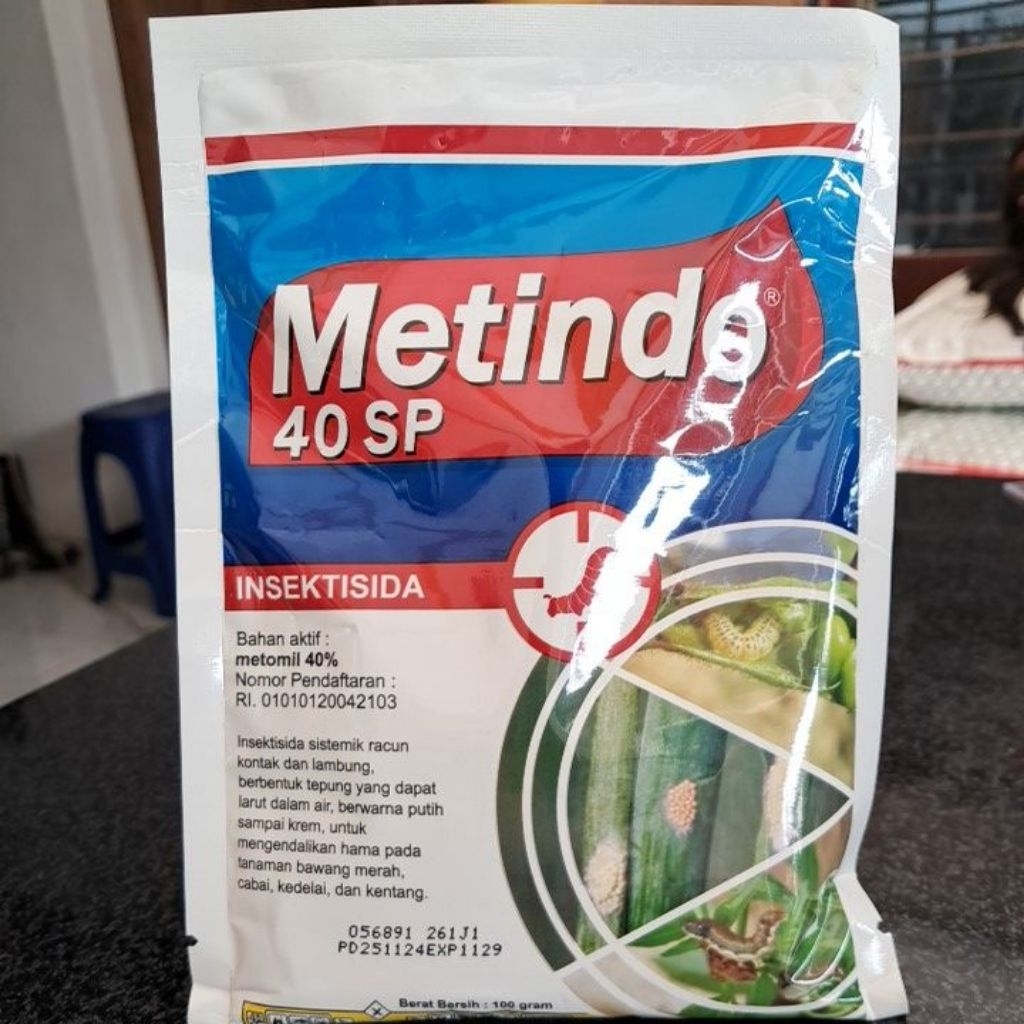 Metindo®
40 SP
INSEKTISIDA
Bahan aktif :
metomil 40%
Nomor Pendaftaran :
RI. 01010120042103
Insektisida sistemik racun
kontak dan lambung,
berbentuk tepung yang dapat
larut dalam air, berwarna putih
sampai krem, untuk
mengendalikan hama pada
tanaman bawang merah,
cabai, kedelai, dan kentang.
056891 261J1
PD251124EXP1129
Berat Bersih : 100 gram